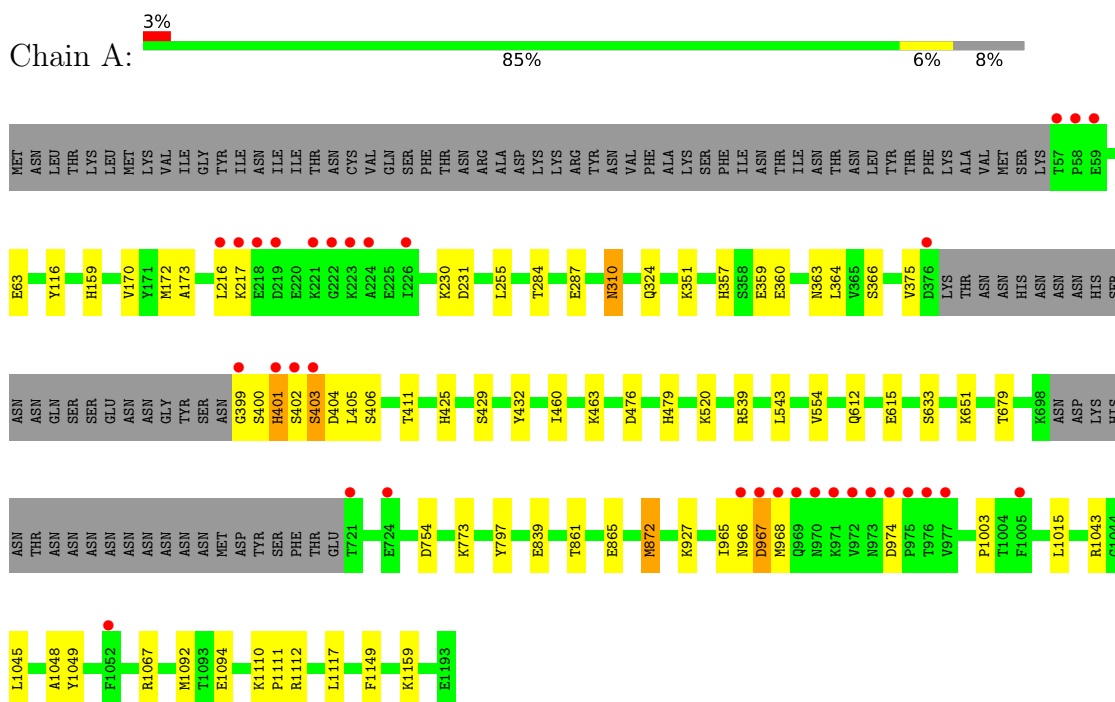 3%
Chain A:
85% 6% 8%
MET ASN LEU THR LYS LEU MET LYS VAL ILE GLY TYR ILE ASN ILE ILE THR ASN CYS VAL GLN SER PHE THR ASN ARG ALA ASP LYS LYS ARG TYR ASN VAL PHE ALA LYS SER PHE ILE ASN THR ILE ASN THR ASN LEU TYR THR PHE LYS ALA VAL MET SER LYS T57 P58 E59
E63 Y116 H159 V170 Y171 M172 A173 L216 K217 E218 D219 E220 K221 G222 K223 A224 E225 I226 K230 D231 L255 T284 E287 N310 Q324 K351 H357 S358 E359 E360 N363 L364 V365 S366 V375 D376 LYS THR ASN ASN HIS ASN ASN ASN HIS SER
ASN ASN GLN SER SER GLU ASN ASN GLY TYR SER ASN G399 S400 H401 S402 S403 D404 L405 S406 T411 H425 S429 Y432 I460 K463 D476 H479 K520 R539 L543 V554 Q612 E615 S633 K651 T679 K698 ASN ASP LYS HIS
ASN THR ASN ASN ASN ASN ASN ASN ASN ASN MET ASP TYR SER PHE THR GLU T721 E724 D754 K773 Y797 E839 T861 E865 M872 K927 I965 N966 D967 M968 Q969 N970 K971 V972 N973 D974 P975 T976 V977 P1003 T1004 F1005 L1015 R1043 G1044
L1045 A1048 Y1049 F1052 R1067 M1092 T1093 E1094 K1110 P1111 R1112 L1117 F1149 K1159 E1193